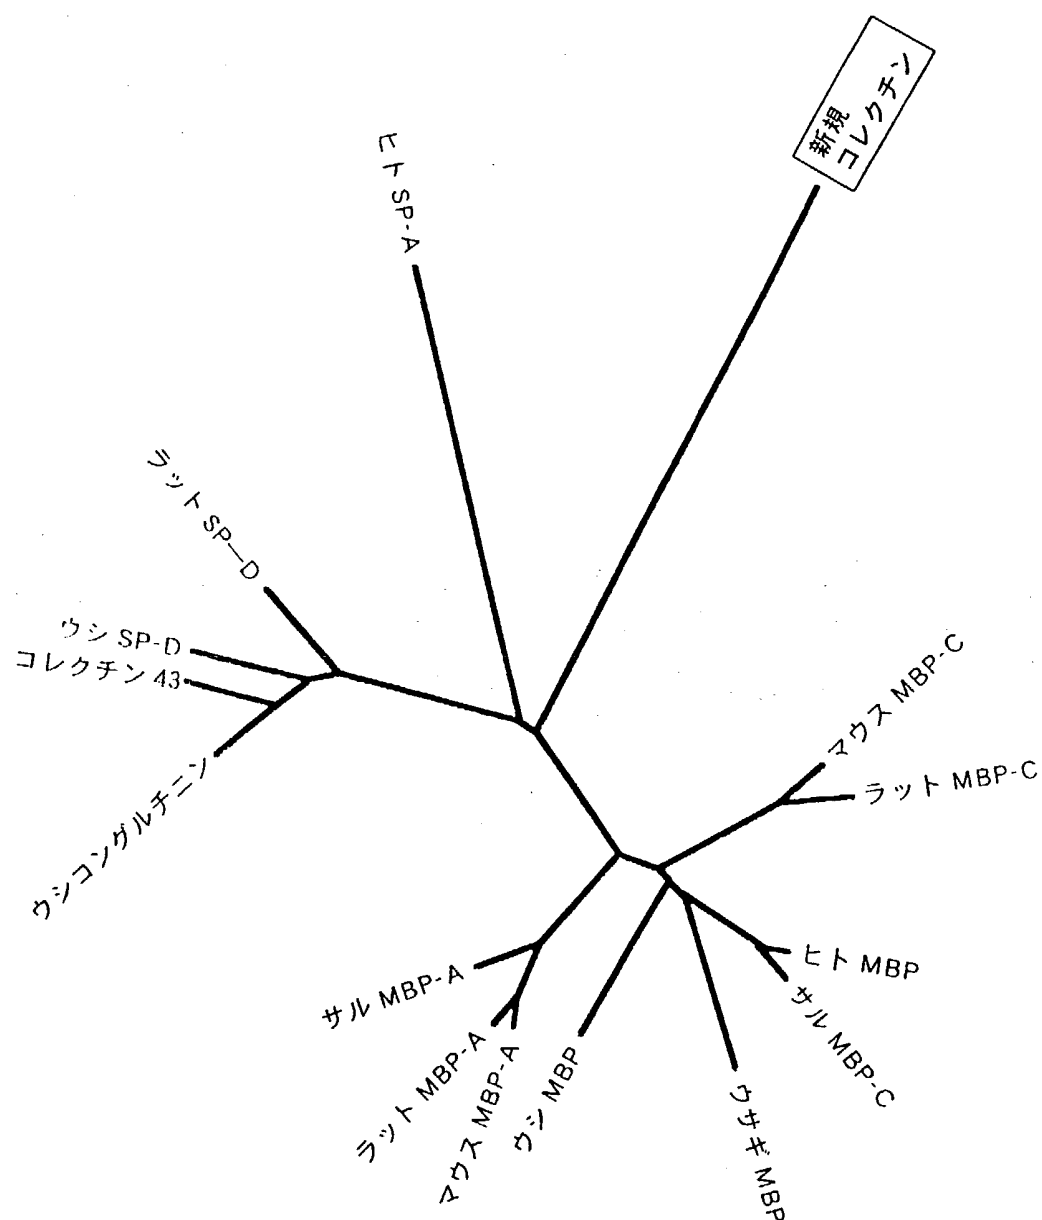 新規
コレクチン
ヒト SP-A
ラット SP—D
ウシ SP-D
コレクチン 43
ウシコングルチニン
マウス MBP-C
ラット MBP-C
ヒト MBP
サル MBP-C
ウサギ MBP
ウシ MBP
マウス MBP-A
ラット MBP-A
サル MBP-A